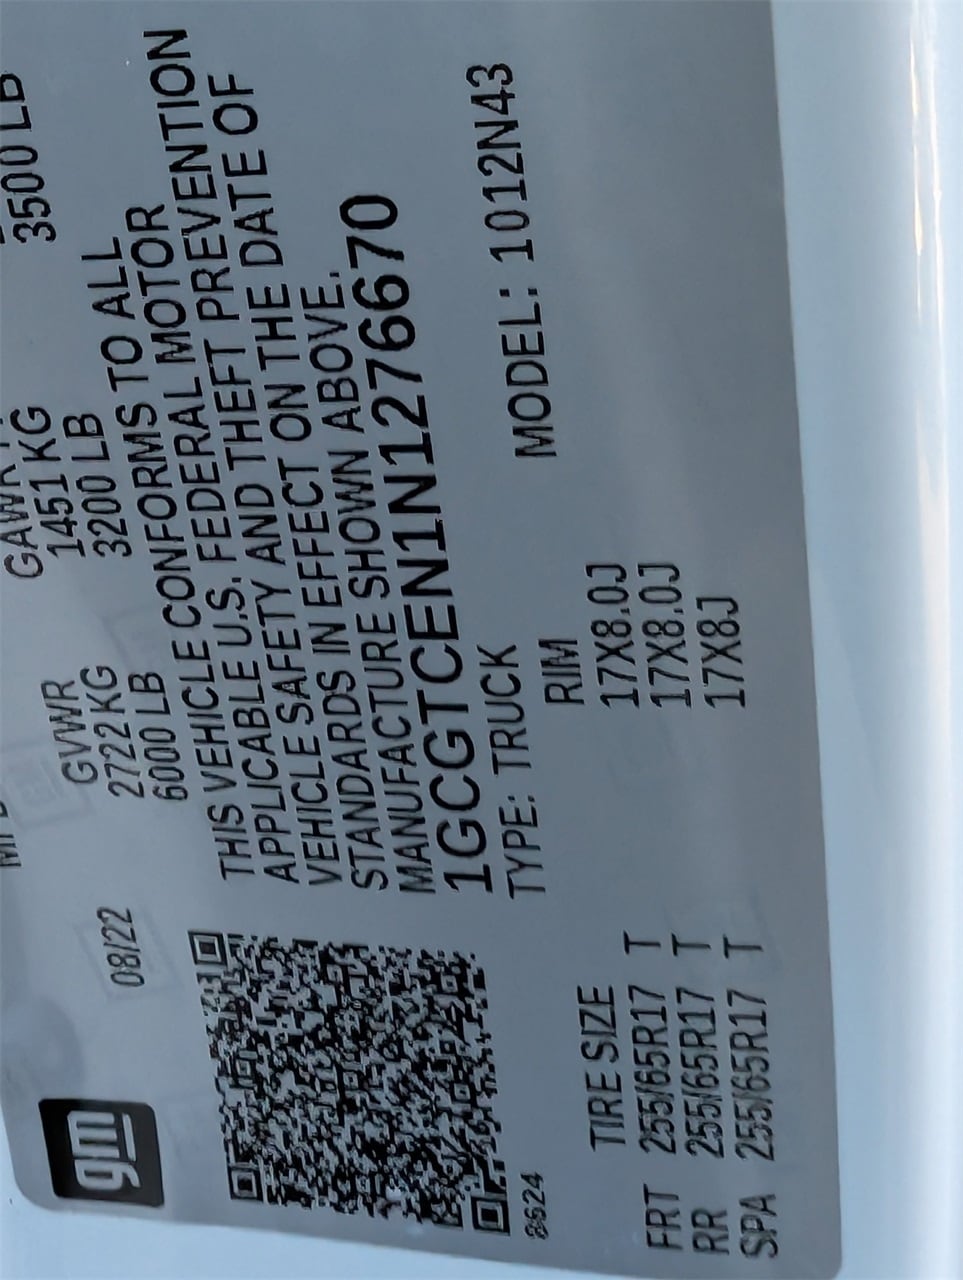 gm
08/22
GVWR
2722 KG
6000 LB
1451 KG
3200 LB
3500 LB
THIS VEHICLE CONFORMS TO ALL
APPLICABLE U.S. FEDERAL MOTOR
VEHICLE SAFETY AND THEFT PREVENTION
STANDARDS IN EFFECT ON THE DATE OF
MANUFACTURE SHOWN ABOVE.
1GCGTCEN1N1276670
TYPE: TRUCK MODEL: 1012N43
8624
TIRE SIZE RIM
FRT 255/65R17 T 17X8.0J
RR 255/65R17 T 17X8.0J
SPA 255/65R17 T 17X8J